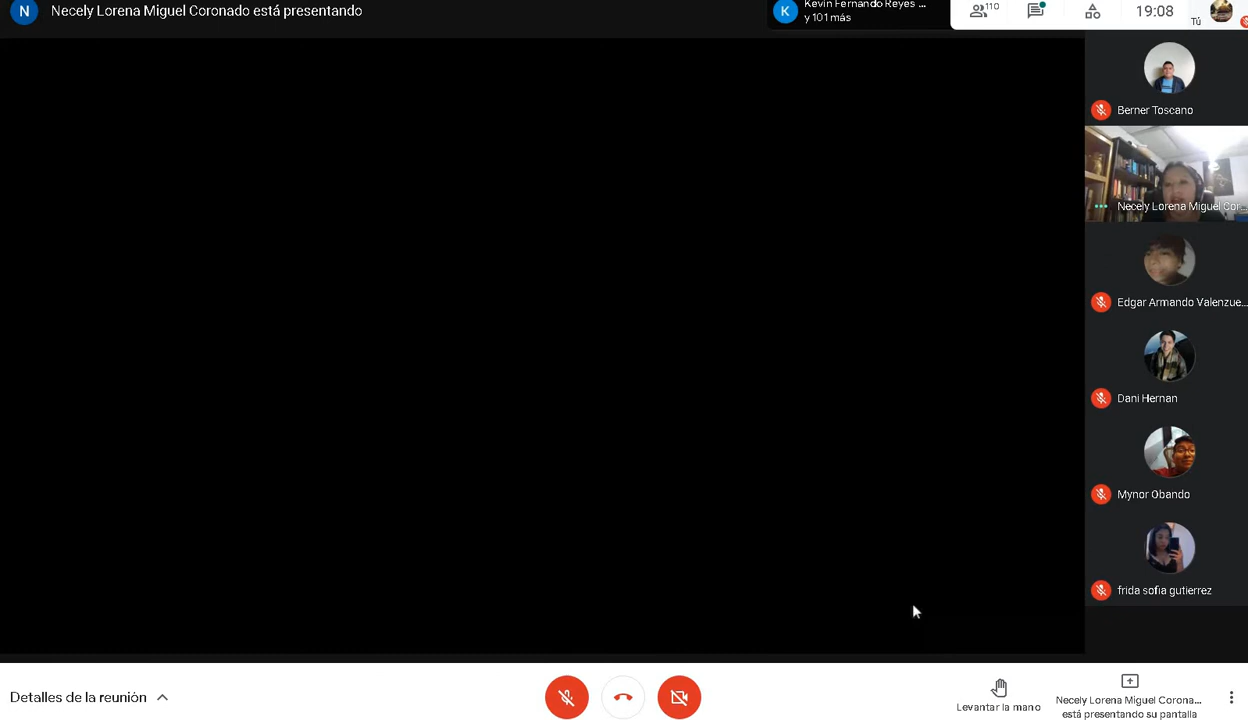 N
Necely Lorena Miguel Coronado está presentando
K
Kevin Fernando Reyes ...
y 101 más
110
19:08
Tú
Berner Toscano
Necely Lorena Miguel Cor...
Edgar Armando Valenzue...
Dani Hernan
Mynor Obando
frida sofia gutierrez
Detalles de la reunión
Levantar la mano
Necely Lorena Miguel Corona...
está presentando su pantalla